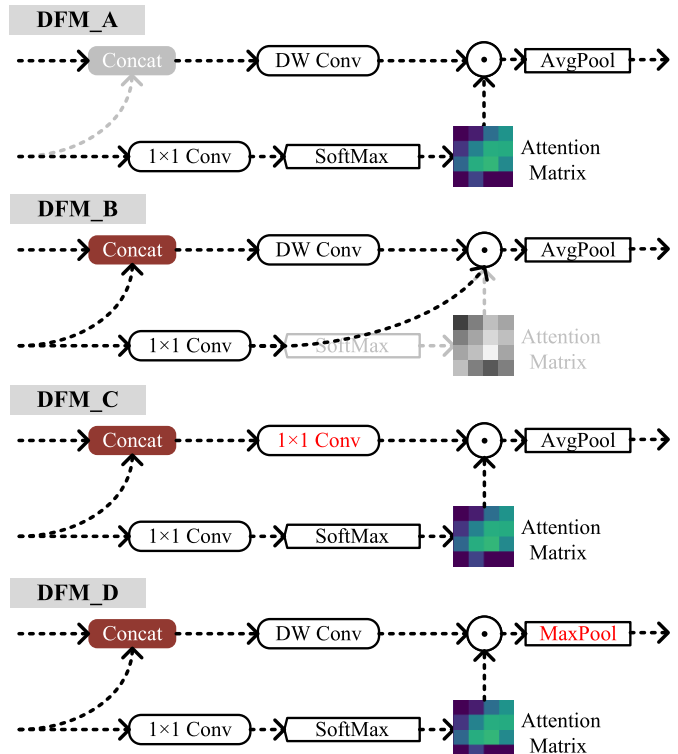 DFM_A
Concat
DW Conv
AvgPool
1×1 Conv
SoftMax
Attention
Matrix
DFM_B
Concat
DW Conv
AvgPool
1×1 Conv
SoftMax
Attention
Matrix
DFM_C
Concat
1×1 Conv
AvgPool
1×1 Conv
SoftMax
Attention
Matrix
DFM_D
Concat
DW Conv
MaxPool
1×1 Conv
SoftMax
Attention
Matrix